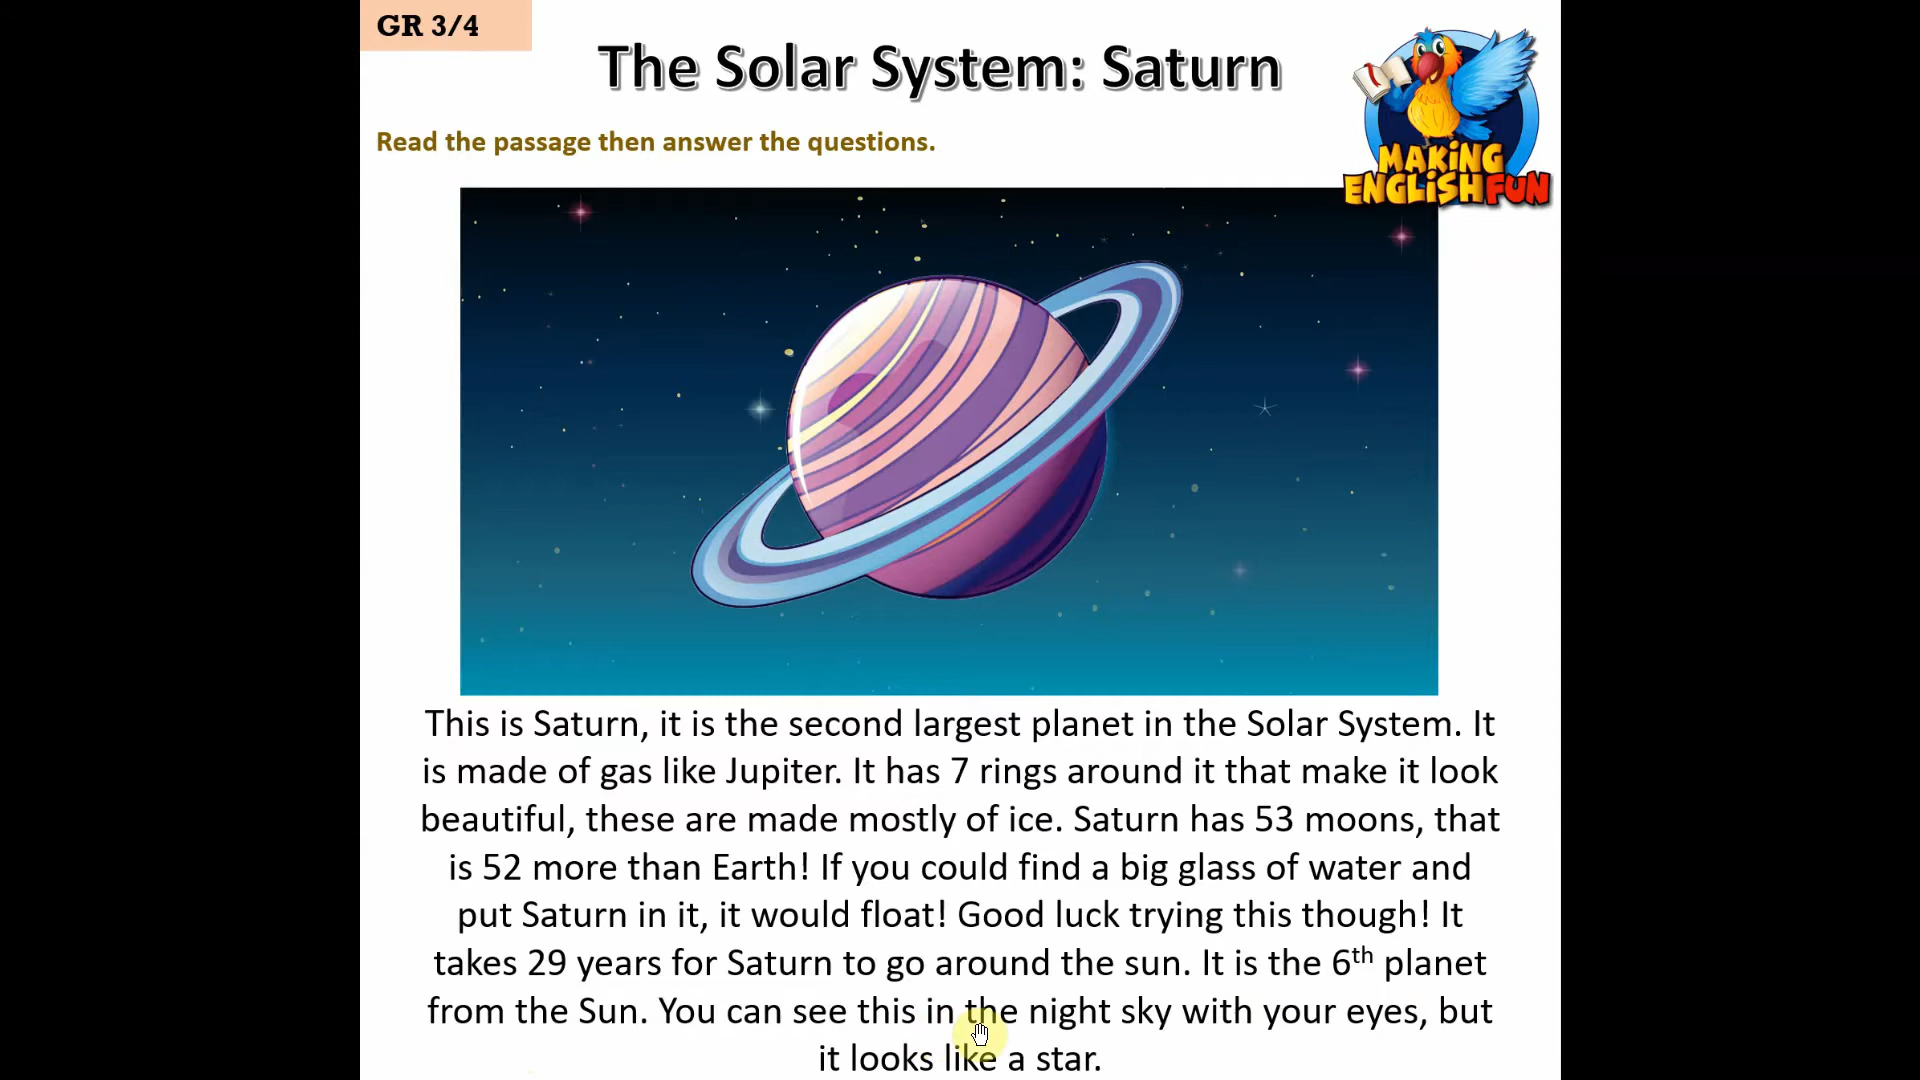 GR 3/4
The Solar System: Saturn
MAKING
ENGLISH FUN
Read the passage then answer the questions.
This is Saturn, it is the second largest planet in the Solar System. It
is made of gas like Jupiter. It has 7 rings around it that make it look
beautiful, these are made mostly of ice. Saturn has 53 moons, that
is 52 more than Earth! If you could find a big glass of water and
put Saturn in it, it would float! Good luck trying this though! It
takes 29 years for Saturn to go around the sun. It is the 6th planet
from the Sun. You can see this in the night sky with your eyes, but
it looks like a star.